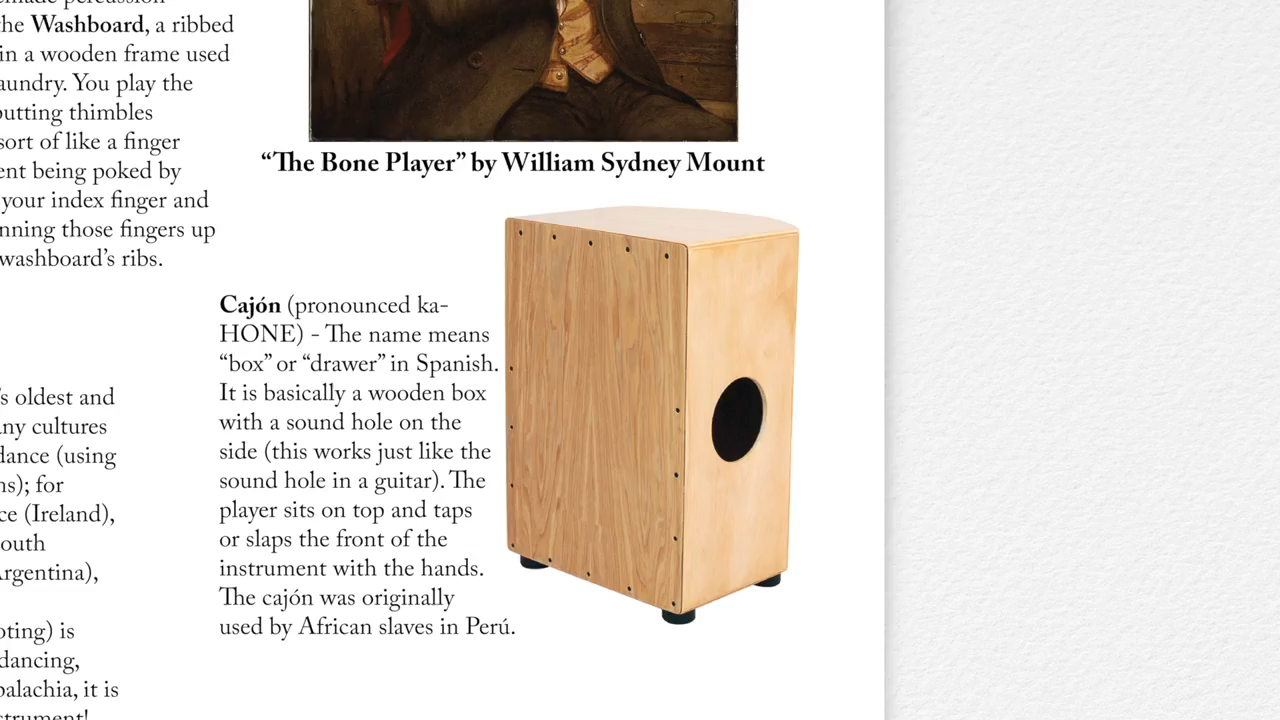 the Washboard, a ribbed
in a wooden frame used
aundry. You play the
putting thimbles
sort of like a finger
ent being poked by
your index finger and
nning those fingers up
washboard’s ribs.
“The Bone Player” by William Sydney Mount
Cajón (pronounced ka-
HONE) - The name means
“box” or “drawer” in Spanish.
It is basically a wooden box
with a sound hole on the
side (this works just like the
sound hole in a guitar). The
player sits on top and taps
or slaps the front of the
instrument with the hands.
The cajón was originally
used by African slaves in Perú.
’s oldest and
any cultures
dance (using
ns); for
ce (Ireland),
outh
Argentina),
oting) is
dancing,
palachia, it is
strument!